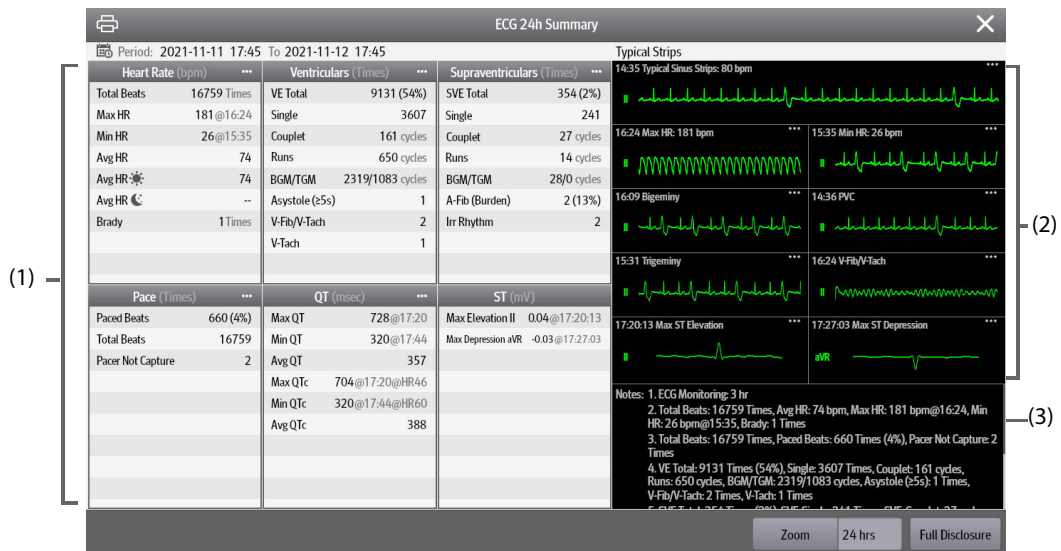 ECG 24h Summary
Period: 2021-11-11 17:45 To 2021-11-12 17:45
Heart Rate (bpm)
Total Beats 16759 Times
Max HR 181@16:24
Min HR 26@15:35
Avg HR 74
Avg HR 74
Avg HR --
Brady 1 Times
Ventriculars (Times)
VE Total 9131 (54%)
Single 3607
Couplet 161 cycles
Runs 650 cycles
BGM/TGM 2319/1083 cycles
Asystole (≥5s) 1
V-Fib/V-Tach 2
V-Tach 1
Supraventriculars (Times)
SVE Total 354 (2%)
Single 241
Couplet 27 cycles
Runs 14 cycles
BGM/TGM 28/0 cycles
A-Fib (Burden) 2 (13%)
Irr Rhythm 2
Pace (Times)
Paced Beats 660 (4%)
Total Beats 16759
Pacer Not Capture 2
QT (msec)
Max QT 728@17:20
Min QT 320@17:44
Avg QT 357
Max QTc 704@17:20@HR46
Min QTc 320@17:44@HR60
Avg QTc 388
ST (mV)
Max Elevation II 0.04@17:20:13
Max Depression aVR -0.03@17:27:03
Typical Strips
14:35 Typical Sinus Strips: 80 bpm
II
16:24 Max HR: 181 bpm
II
15:35 Min HR: 26 bpm
II
16:09 Bigeminy
II
14:36 PVC
II
15:31 Trigeminy
II
16:24 V-Fib/V-Tach
II
17:20:13 Max ST Elevation
II
17:27:03 Max ST Depression
aVR
Notes: 1. ECG Monitoring: 3 hr
2. Total Beats: 16759 Times, Avg HR: 74 bpm, Max HR: 181 bpm@16:24, Min
HR: 26 bpm@15:35, Brady: 1 Times
3. Total Beats: 16759 Times, Paced Beats: 660 Times (4%), Pacer Not Capture: 2
Times
4. VE Total: 9131 Times (54%), Single: 3607 Times, Couplet: 161 cycles,
Runs: 650 cycles, BGM/TGM: 2319/1083 cycles, Asystole (≥5s): 1 Times,
V-Fib/V-Tach: 2 Times, V-Tach: 1 Times
Zoom
24 hrs
Full Disclosure
(1)
(2)
(3)